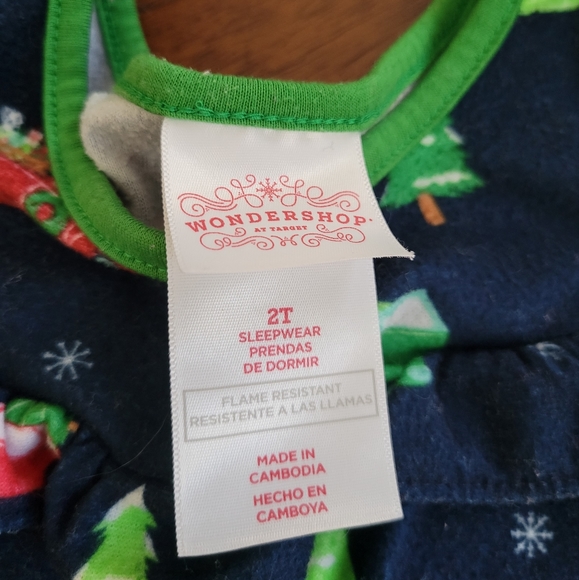 WONDERSHOP
AT TARGET
2T
SLEEPWEAR
PRENDAS
DE DORMIR
FLAME RESISTANT
RESISTENTE A LAS LLAMAS
MADE IN
CAMBODIA
HECHO EN
CAMBOYA